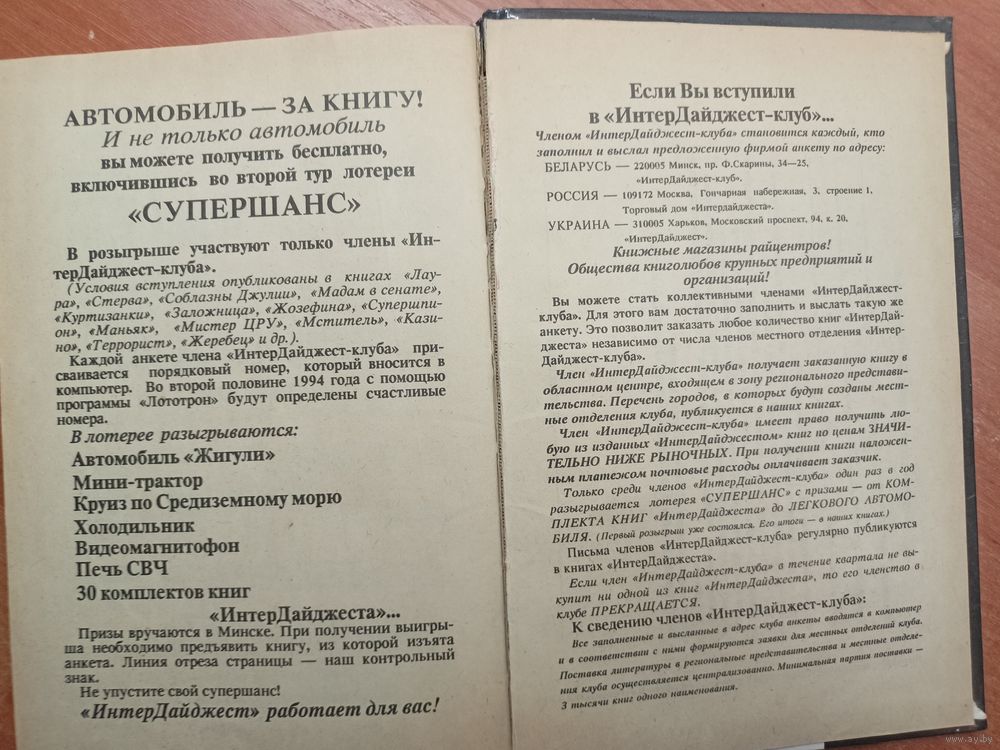 АВТОМОБИЛЬ — ЗА КНИГУ!
И не только автомобиль
вы можете получить бесплатно,
включившись во второй тур лотереи
«СУПЕРШАНС»
В розыгрыше участвуют только члены «Ин-
терДайджест-клуба».
(Условия вступления опубликованы в книгах «Лау-
ра», «Стерва», «Соблазны Джулии», «Мадам в сенате»,
«Куртизанки», «Заложница», «Жозефина», «Супершпи-
он», «Маньяк», «Мистер ЦРУ», «Мститель», «Кази-
но», «Террорист», «Жеребец» и др.).
Каждой анкете члена «ИнтерДайджест-клуба» при-
сваивается порядковый номер, который вносится в
компьютер. Во второй половине 1994 года с помощью
программы «Лототрон» будут определены счастливые
номера.
В лотерее разыгрываются:
Автомобиль «Жигули»
Мини-трактор
Круиз по Средиземному морю
Холодильник
Видеомагнитофон
Печь СВЧ
30 комплектов книг
«ИнтерДайджеста»...
Призы вручаются в Минске. При получении выигры-
ша необходимо предъявить книгу, из которой изъята
анкета. Линия отреза страницы — наш контрольный
знак.
Не упустите свой супершанс!
«ИнтерДайджест» работает для вас!
Если Вы вступили
в «ИнтерДайджест-клуб»...
Членом «ИнтерДайджест-клуба» становится каждый, кто
заполнил и выслал предложенную фирмой анкету по адресу:
БЕЛАРУСЬ — 220005 Минск, пр. Ф.Скарины, 34—25,
«ИнтерДайджест-клуб».
РОССИЯ — 109172 Москва, Гончарная набережная, 3, строение 1,
Торговый дом «Интердайджеста».
УКРАИНА — 310005 Харьков, Московский проспект, 94, к. 20,
«ИнтерДайджест».
Книжные магазины райцентров!
Общества книголюбов крупных предприятий и
организаций!
Вы можете стать коллективными членами «ИнтерДайджест-
клуба». Для этого вам достаточно заполнить и выслать такую же
анкету. Это позволит заказать любое количество книг «ИнтерДай-
джеста» независимо от числа членов местного отделения «Интер-
Дайджест-клуба».
Член «ИнтерДайджест-клуба» получает заказанную книгу в
областном центре, входящем в зону регионального представи-
тельства. Перечень городов, в которых будут созданы мест-
ные отделения клуба, публикуется в наших книгах.
Член «ИнтерДайджест-клуба» имеет право получить лю-
бую из изданных «ИнтерДайджестом» книг по ценам ЗНАЧИ-
ТЕЛЬНО НИЖЕ РЫНОЧНЫХ. При получении книги наложен-
ным платежом почтовые расходы оплачивает заказчик.
Только среди членов «ИнтерДайджест-клуба» один раз в год
разыгрывается лотерея «СУПЕРШАНС» с призами — от КОМ-
ПЛЕКТА КНИГ «ИнтерДайджеста» до ЛЕГКОВОГО АВТОМО-
БИЛЯ. (Первый розыгрыш уже состоялся. Его итоги — в наших книгах.)
Письма членов «ИнтерДайджест-клуба» регулярно публикуются
в книгах «ИнтерДайджеста».
Если член «ИнтерДайджест-клуба» в течение квартала не вы-
купит ни одной из книг «ИнтерДайджеста», то его членство в
клубе ПРЕКРАЩАЕТСЯ.
К сведению членов «ИнтерДайджест-клуба»:
Все заполненные и высланные в адрес клуба анкеты вводятся в компьютер
и в соответствии с ними формируются заявки для местных отделений клуба.
Поставка литературы в региональные представительства и местные отделе-
ния клуба осуществляется централизованно. Минимальная партия поставки —
3 тысячи книг одного наименования.
www.ay.by